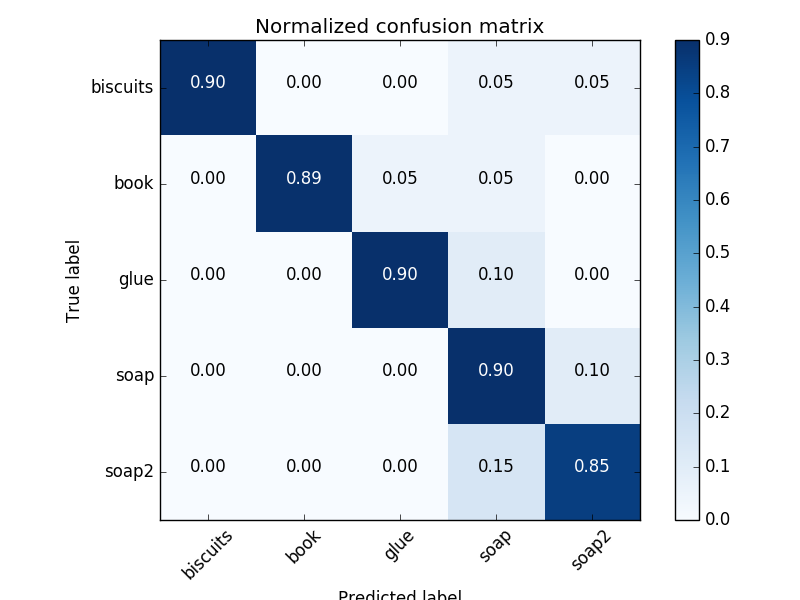 Normalized confusion matrix
biscuits 0.90 0.00 0.00 0.05 0.05
book 0.00 0.89 0.05 0.05 0.00
glue 0.00 0.00 0.90 0.10 0.00
soap 0.00 0.00 0.00 0.90 0.10
soap2 0.00 0.00 0.00 0.15 0.85
biscuits book glue soap soap2
True label
Predicted label
0.9
0.8
0.7
0.6
0.5
0.4
0.3
0.2
0.1
0.0